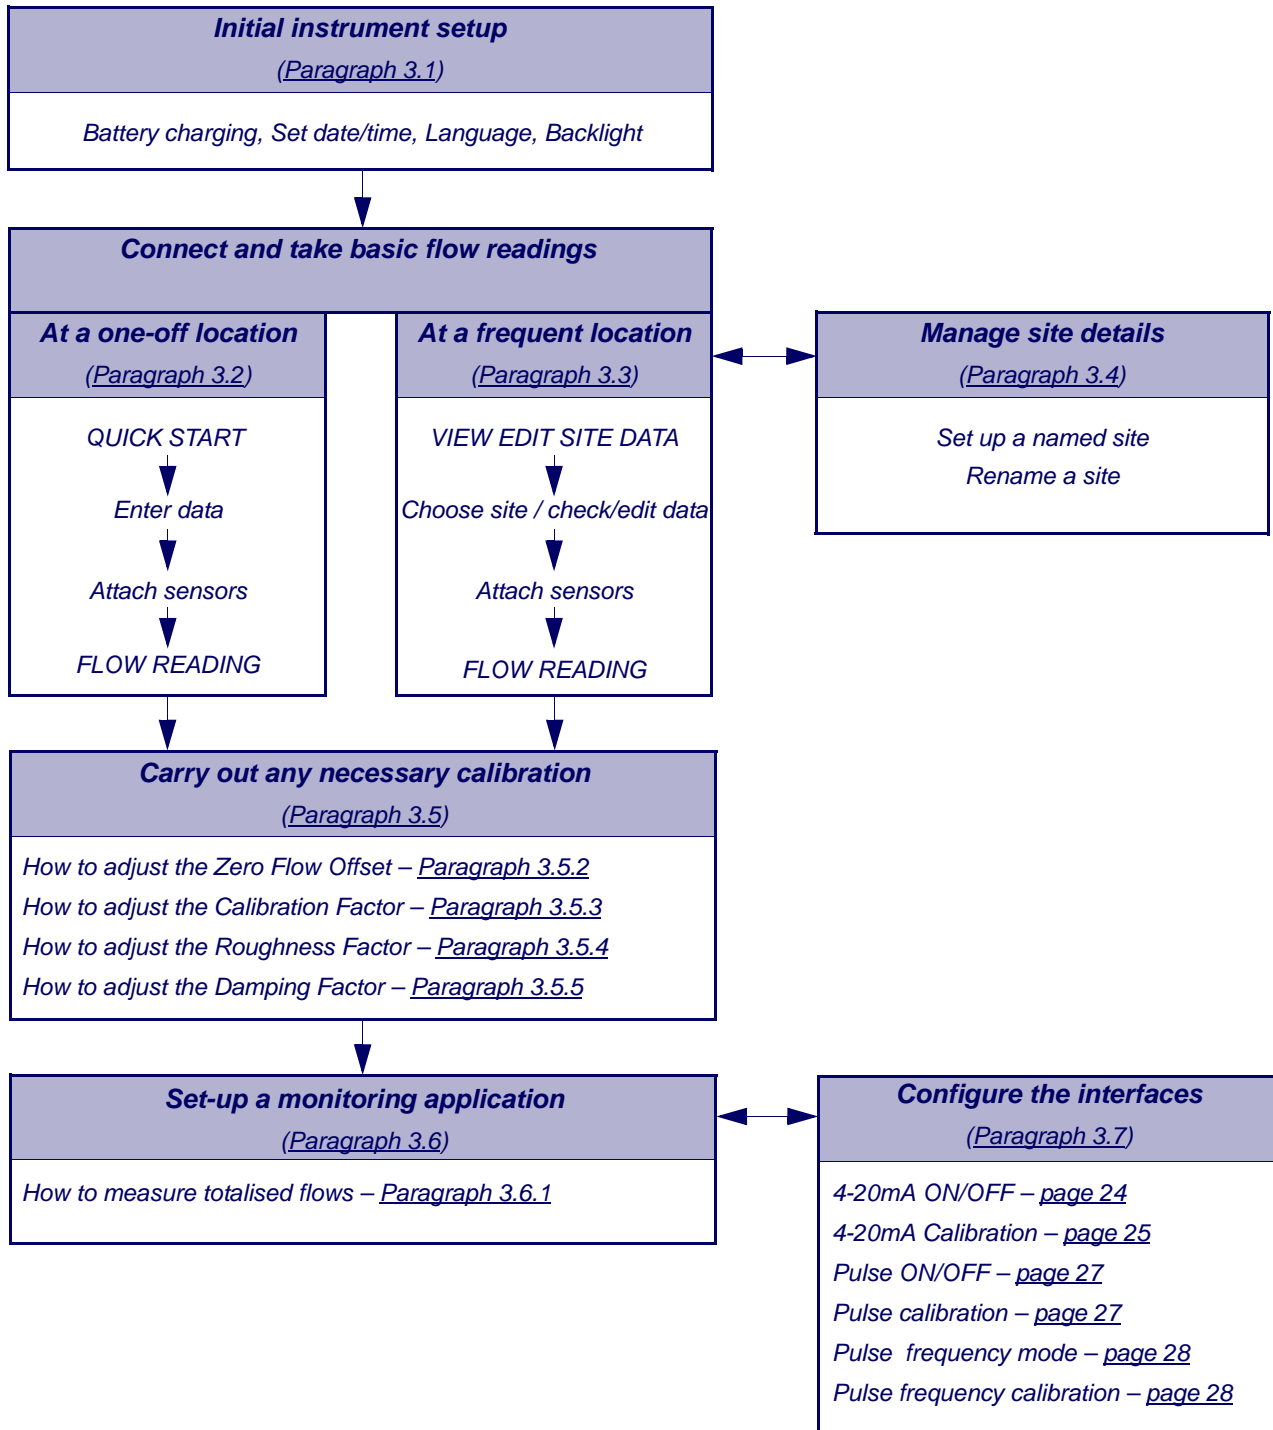 Initial instrument setup
(Paragraph 3.1)
Battery charging, Set date/time, Language, Backlight
Connect and take basic flow readings
At a one-off location
(Paragraph 3.2)
QUICK START
Enter data
Attach sensors
FLOW READING
At a frequent location
(Paragraph 3.3)
VIEW EDIT SITE DATA
Choose site / check/edit data
Attach sensors
FLOW READING
Manage site details
(Paragraph 3.4)
Set up a named site
Rename a site
Carry out any necessary calibration
(Paragraph 3.5)
How to adjust the Zero Flow Offset – Paragraph 3.5.2
How to adjust the Calibration Factor – Paragraph 3.5.3
How to adjust the Roughness Factor – Paragraph 3.5.4
How to adjust the Damping Factor – Paragraph 3.5.5
Set-up a monitoring application
(Paragraph 3.6)
How to measure totalised flows – Paragraph 3.6.1
Configure the interfaces
(Paragraph 3.7)
4-20mA ON/OFF – page 24
4-20mA Calibration – page 25
Pulse ON/OFF – page 27
Pulse calibration – page 27
Pulse  frequency mode – page 28
Pulse frequency calibration – page 28